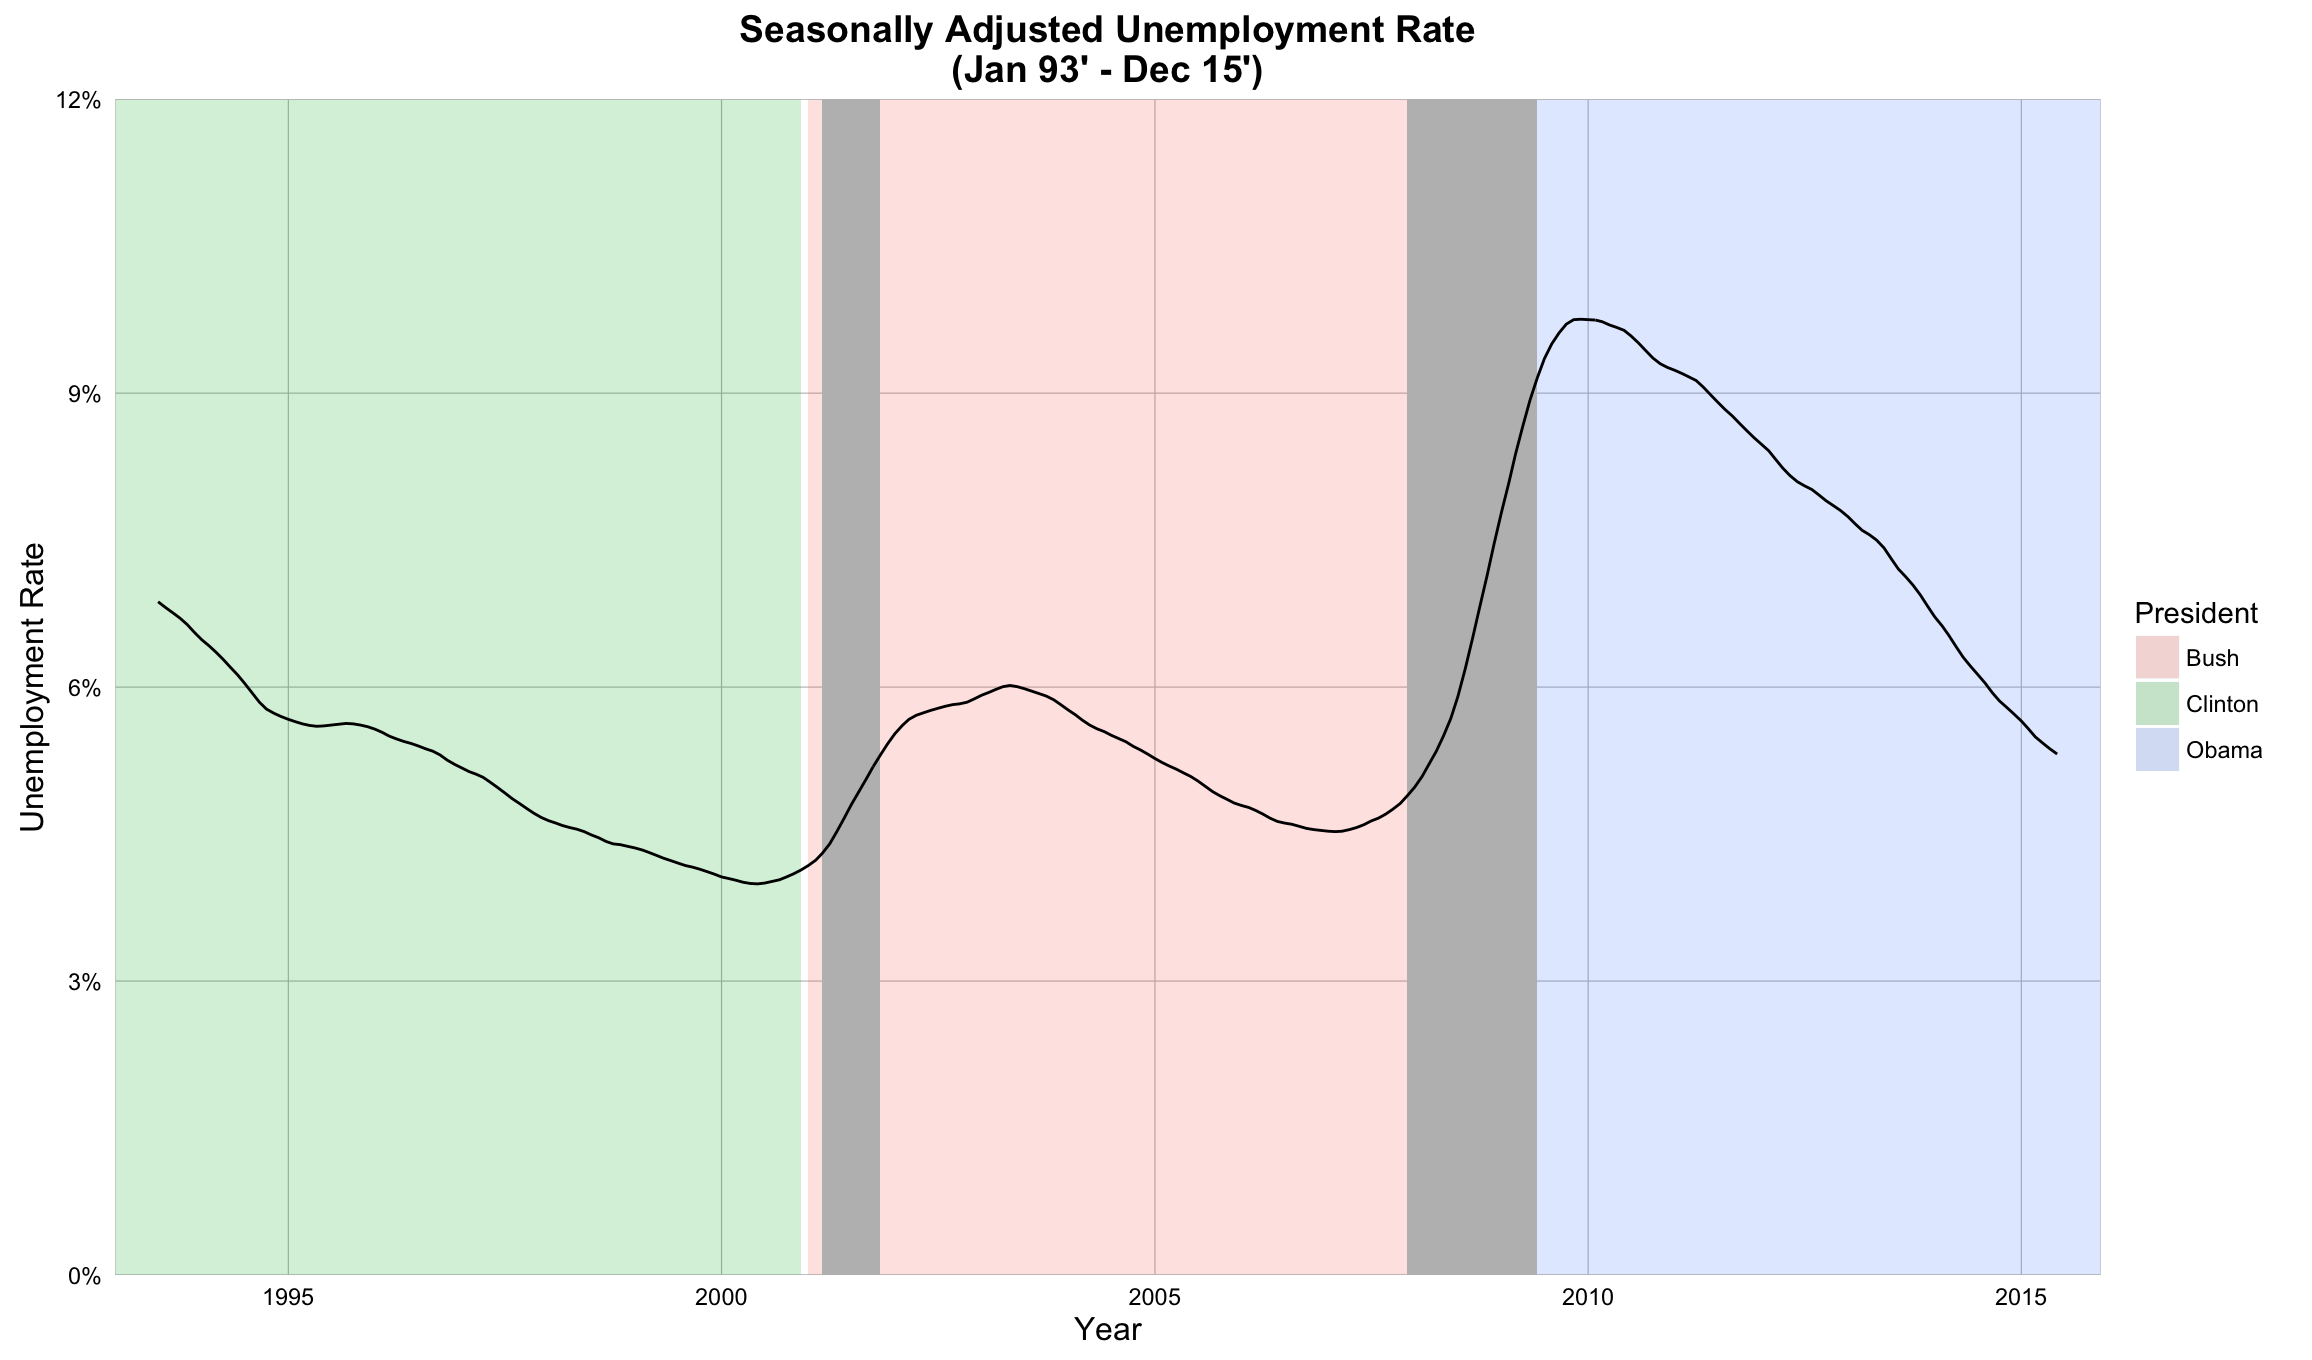 Seasonally Adjusted Unemployment Rate
(Jan 93' - Dec 15')
Unemployment Rate
12%
9%
6%
3%
0%
1995
2000
2005
2010
2015
Year
President
Bush
Clinton
Obama